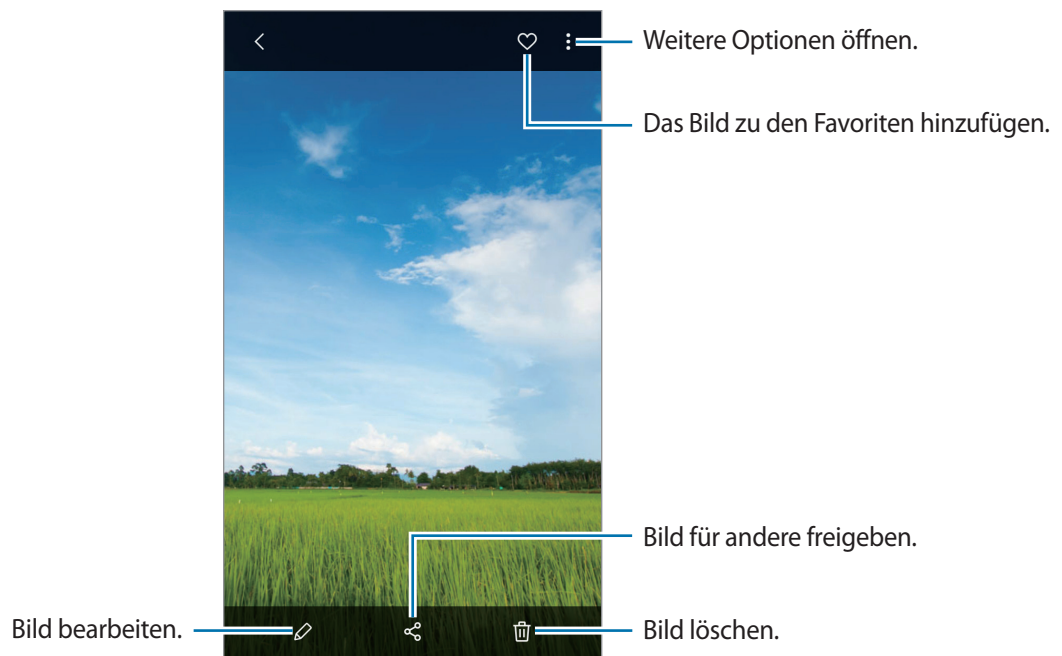 Weitere Optionen öffnen.
Das Bild zu den Favoriten hinzufügen.
Bild für andere freigeben.
Bild bearbeiten.
Bild löschen.